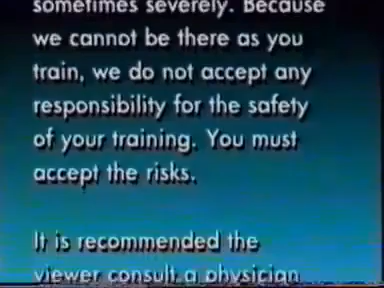 sometimes severely. Because
we cannot be there as you
train, we do not accept any
responsibility for the safety
of your training. You must
accept the risks.
It is recommended the
viewer consult a physician